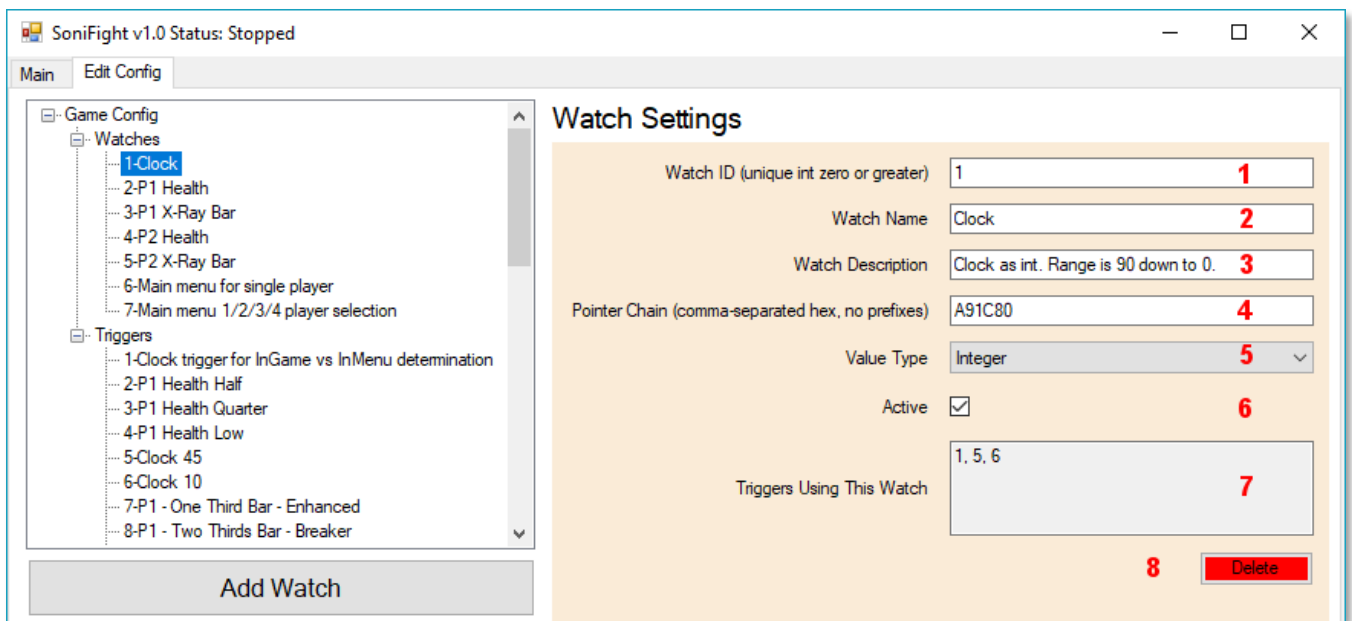 SoniFight v1.0 Status: Stopped
Main
Edit Config
Game Config
Watches
1-Clock
2-P1 Health
3-P1 X-Ray Bar
4-P2 Health
5-P2 X-Ray Bar
6-Main menu for single player
7-Main menu 1/2/3/4 player selection
Triggers
1-Clock trigger for InGame vs InMenu determination
2-P1 Health Half
3-P1 Health Quarter
4-P1 Health Low
5-Clock 45
6-Clock 10
7-P1 - One Third Bar - Enhanced
8-P1 - Two Thirds Bar - Breaker
Add Watch
Watch Settings
Watch ID (unique int zero or greater) 1 1
Watch Name Clock 2
Watch Description Clock as int. Range is 90 down to 0. 3
Pointer Chain (comma-separated hex, no prefixes) A91C80 4
Value Type Integer 5
Active 6
Triggers Using This Watch 1, 5, 6 7
8 Delete